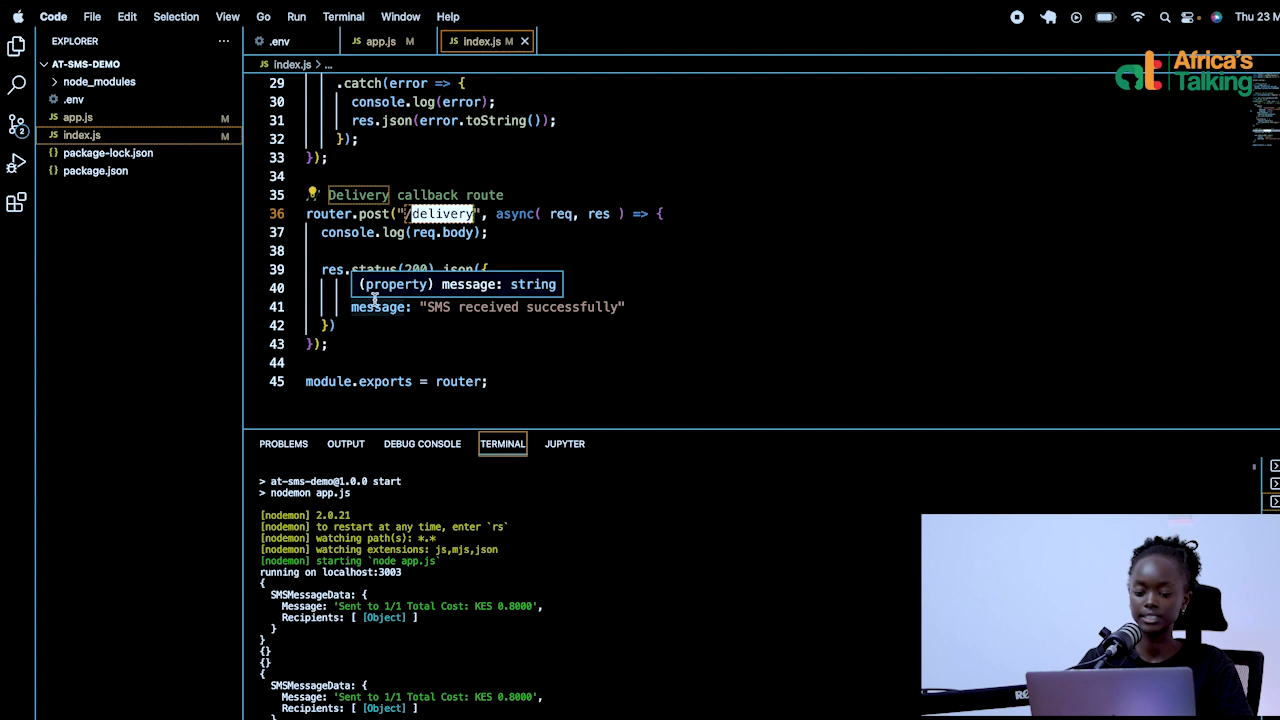 Code File Edit Selection View Go Run Terminal Window Help
Thu 23 M
EXPLORER
AT-SMS-DEMO
node_modules
.env
JS app.js M
JS index.js M
{} package-lock.json
{} package.json
2
.env
JS app.js M
JS index.js M
JS index.js > ...
Africa's
Talking
29 .catch(error => {
30 console.log(error);
31 res.json(error.toString());
32 });
33 });
34
35 Delivery callback route
36 router.post("/delivery", async( req, res ) => {
37 console.log(req.body);
38
39 res.status(200).json({
40 (property) message: string
41 message: "SMS received successfully"
42 })
43 });
44
45 module.exports = router;
PROBLEMS OUTPUT DEBUG CONSOLE TERMINAL JUPYTER
> at-sms-demo@1.0.0 start
> nodemon app.js
[nodemon] 2.0.21
[nodemon] to restart at any time, enter `rs`
[nodemon] watching path(s): *.*
[nodemon] watching extensions: js,mjs,json
[nodemon] starting `node app.js`
running on localhost:3003
{
SMSMessageData: {
Message: 'Sent to 1/1 Total Cost: KES 0.8000',
Recipients: [ [Object] ]
}
}
{}
{}
{
SMSMessageData: {
Message: 'Sent to 1/1 Total Cost: KES 0.8000',
Recipients: [ [Object] ]
}